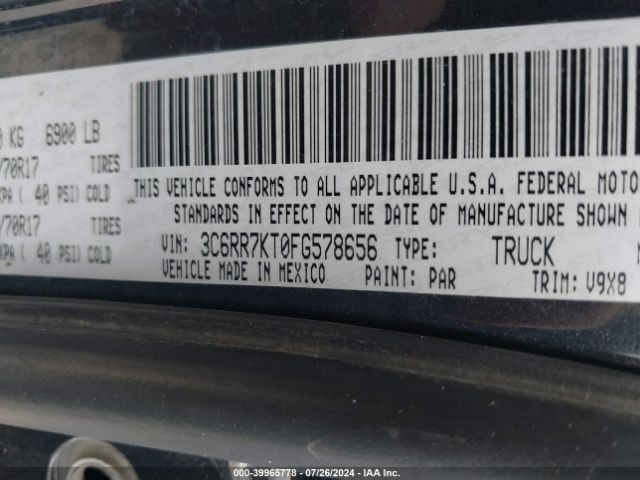 0 KG 6900 LB
/70R17 TIRES
KPA ( 40 PSI) COLD
/70R17 TIRES
KPA ( 40 PSI) COLD
THIS VEHICLE CONFORMS TO ALL APPLICABLE U.S.A. FEDERAL MOTO
STANDARDS IN EFFECT ON THE DATE OF MANUFACTURE SHOWN
VIN: 3C6RR7KT0FG578656 TYPE: TRUCK
VEHICLE MADE IN MEXICO PAINT: PAR TRIM: V9X8
000-39965778 - 07/26/2024 - IAA Inc.